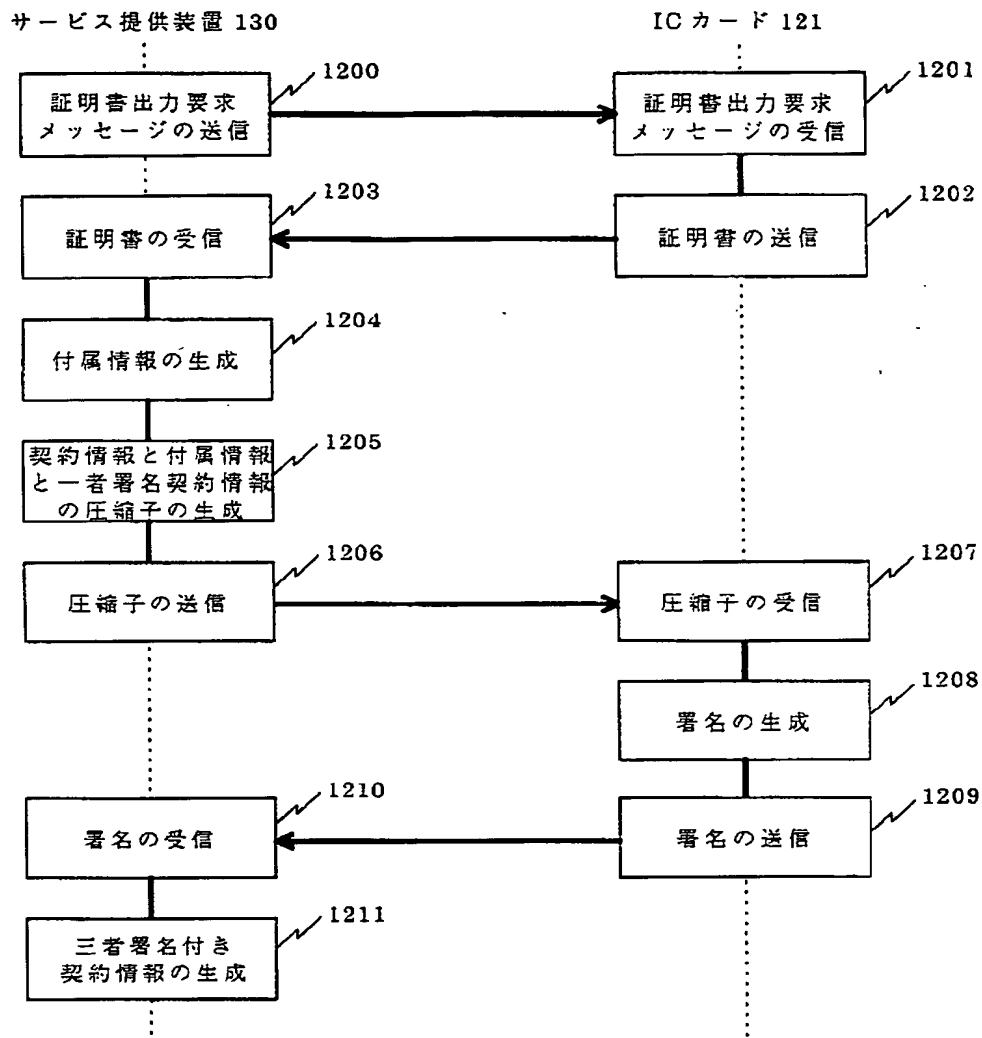 サービス提供装置 130
ICカード 121
1200
証明書出力要求
メッセージの送信
1201
証明書出力要求
メッセージの受信
1203
証明書の受信
1202
証明書の送信
1204
付属情報の生成
1205
契約情報と付属情報
と一者署名契約情報
の圧縮子の生成
1206
圧縮子の送信
1207
圧縮子の受信
1208
署名の生成
1210
署名の受信
1209
署名の送信
1211
三者署名付き
契約情報の生成